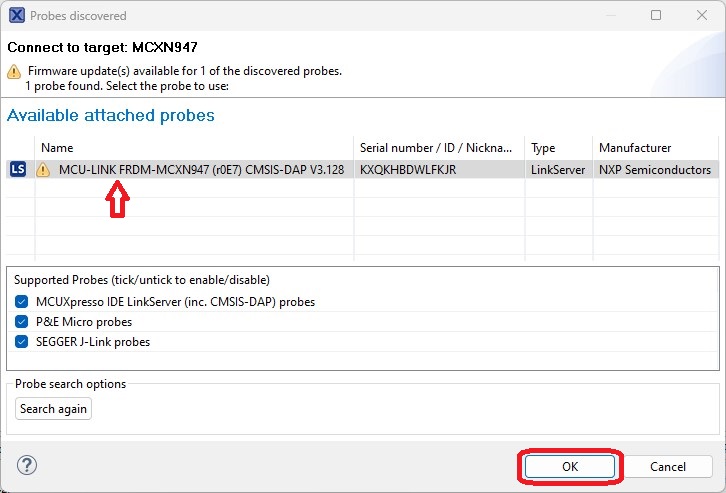 Probes discovered
Connect to target: MCXN947
Firmware update(s) available for 1 of the discovered probes.
1 probe found. Select the probe to use:
Available attached probes
Name Serial number / ID / Nickna... Type Manufacturer
LS MCU-LINK FRDM-MCXN947 (r0E7) CMSIS-DAP V3.128 KXQKHBDWLFKJR LinkServer NXP Semiconductors
Supported Probes (tick/untick to enable/disable)
MCUXpresso IDE LinkServer (inc. CMSIS-DAP) probes
P&E Micro probes
SEGGER J-Link probes
Probe search options
Search again
? OK Cancel